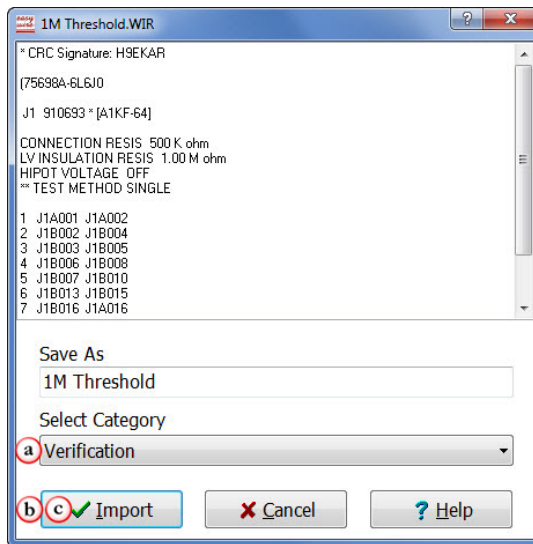 easy wire 1M Threshold.WIR
* CRC Signature: H9EKAR
(75698A-6L6J0
J1 910693 * [A1KF-64]
CONNECTION RESIS 500 K ohm
LV INSULATION RESIS 1.00 M ohm
HIPOT VOLTAGE OFF
** TEST METHOD SINGLE
1 J1A001 J1A002
2 J1B002 J1B004
3 J1B003 J1B005
4 J1B006 J1B008
5 J1B007 J1B010
6 J1B013 J1B015
7 J1B016 J1A016
Save As
1M Threshold
Select Category
a Verification
b c Import Cancel ? Help